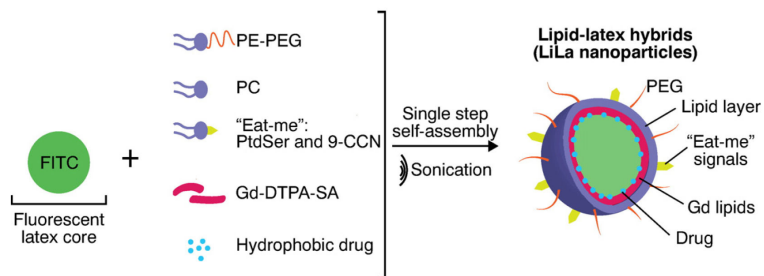 FITC
Fluorescent
latex core
+
PE-PEG
PC
“Eat-me”:
PtdSer and 9-CCN
Gd-DTPA-SA
Hydrophobic drug
Single step
self-assembly
Sonication
Lipid-latex hybrids
(LiLa nanoparticles)
PEG
Lipid layer
“Eat-me”
signals
Gd lipids
Drug